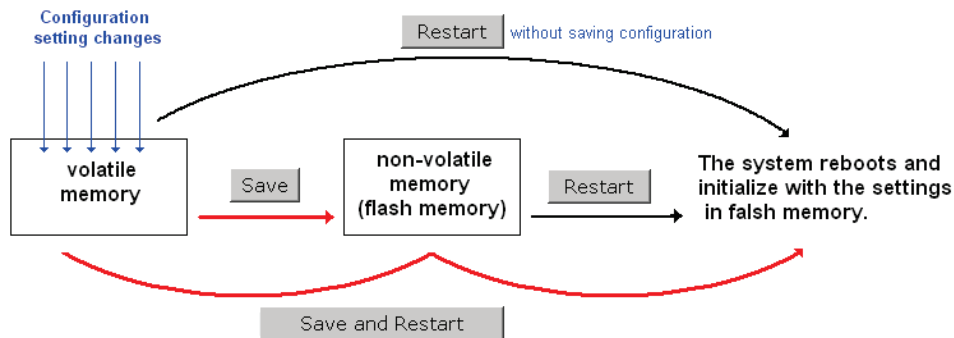 Configuration
setting changes
Restart
without saving configuration
volatile
memory
Save
non-volatile
memory
(flash memory)
Restart
The system reboots and
initialize with the settings
in falsh memory.
Save and Restart